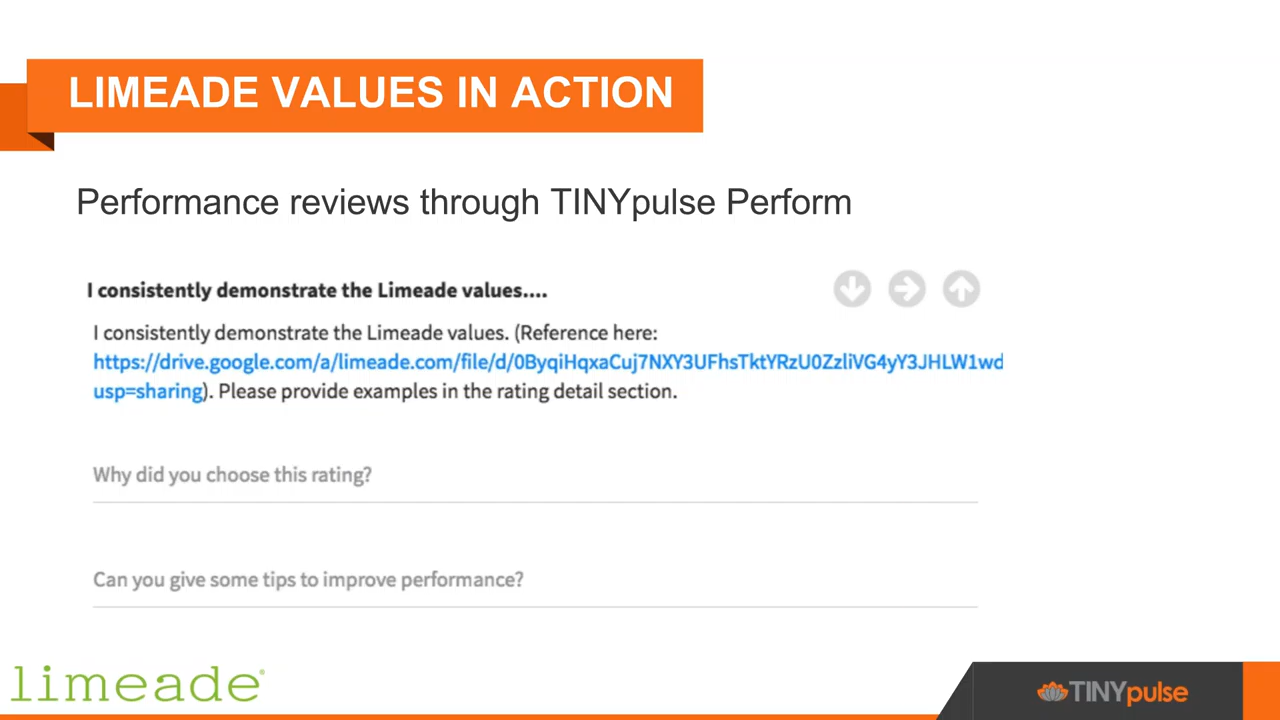 LIMEADE VALUES IN ACTION
Performance reviews through TINYpulse Perform
I consistently demonstrate the Limeade values....
I consistently demonstrate the Limeade values. (Reference here:
https://drive.google.com/a/limeade.com/file/d/0ByqiHqxaCuj7NXY3UFhsTktYRzU0ZzliVG4yY3JHLW1wd
usp=sharing). Please provide examples in the rating detail section.
Why did you choose this rating?
Can you give some tips to improve performance?
limeade
TINYpulse